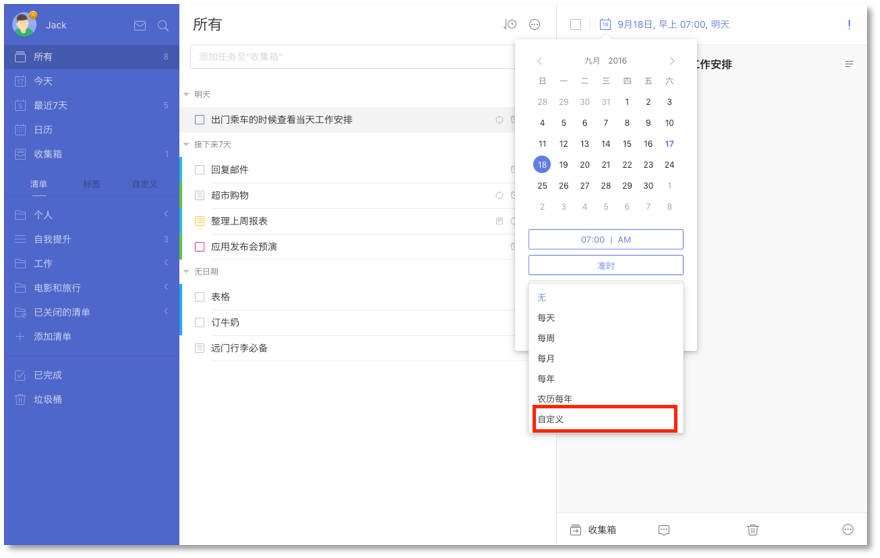 Jack
所有 8
17 今天
S 最近7天 5
日历
收集箱 1
清单 标签 自定义
个人
自我提升 3
工作
电影和旅行
已关闭的清单
添加清单
已完成
垃圾桶
所有
添加任务至"收集箱"
明天
出门乘车的时候查看当天工作安排
接下来7天
回复邮件
超市购物
整理上周报表
应用发布会预演
无日期
表格
订牛奶
远门行李必备
18 9月18日, 早上 07:00, 明天 !
工作安排
九月 2016
日 一 二 三 四 五 六
28 29 30 31 1 2 3
4 5 6 7 8 9 10
11 12 13 14 15 16 17
18 19 20 21 22 23 24
25 26 27 28 29 30 1
2 3 4 5 6 7 8
07:00 | AM
准时
无
每天
每周
每月
每年
农历每年
自定义
收集箱